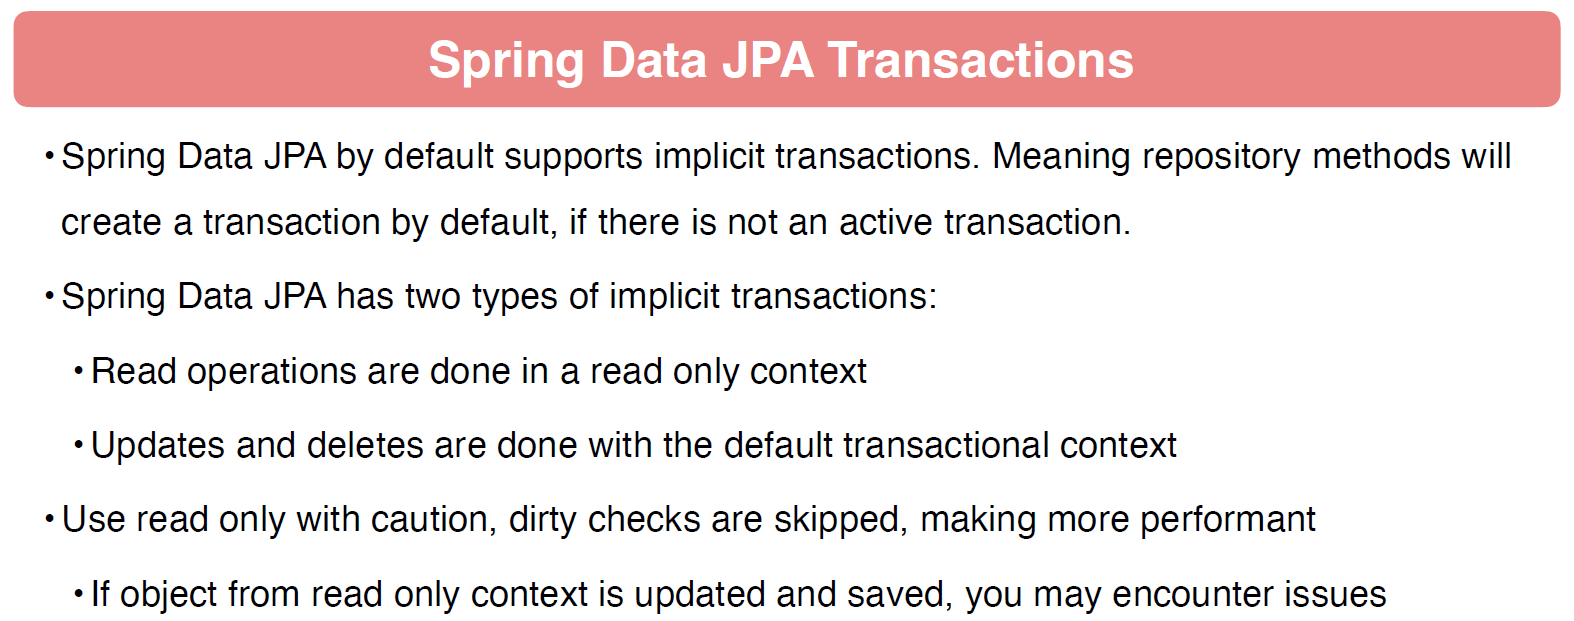 Spring Data JPA Transactions
• Spring Data JPA by default supports implicit transactions. Meaning repository methods will
create a transaction by default, if there is not an active transaction.
• Spring Data JPA has two types of implicit transactions:
• Read operations are done in a read only context
• Updates and deletes are done with the default transactional context
• Use read only with caution, dirty checks are skipped, making more performant
• If object from read only context is updated and saved, you may encounter issues